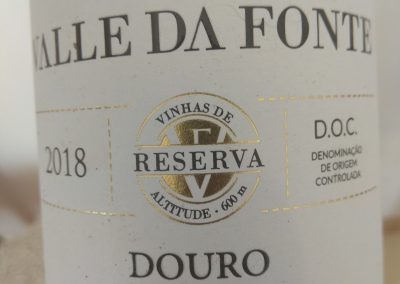 VALLE DA FONTE
2018
VINHAS DE
RESERVA
ALTITUDE · 600 m
D.O.C.
DENOMINAÇÃO
DE ORIGEM
CONTROLADA
DOURO